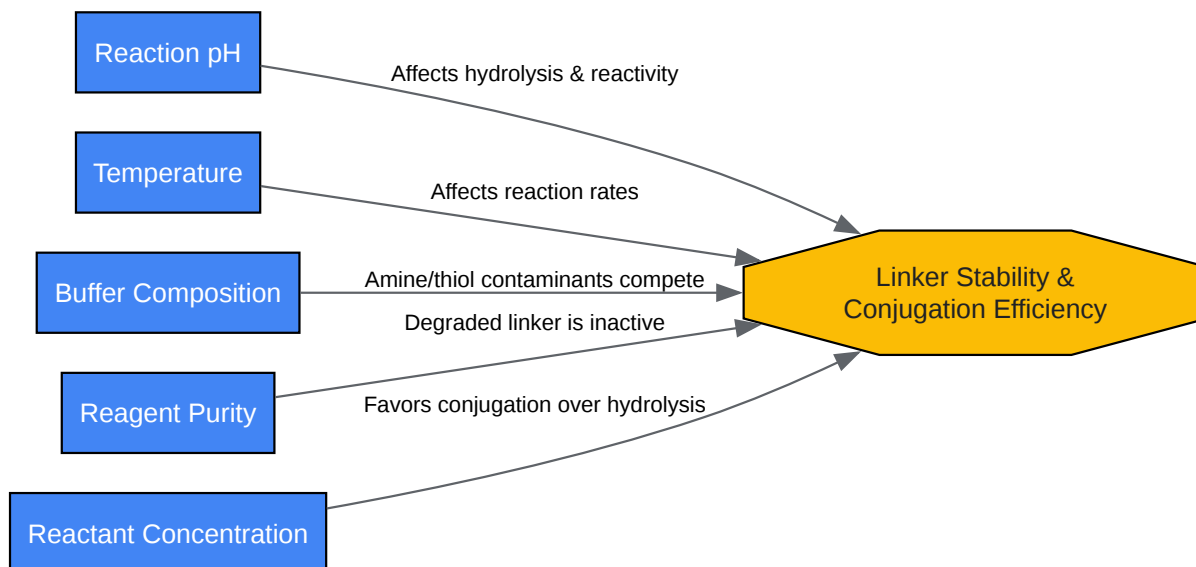 Reaction pH
Affects hydrolysis & reactivity
Temperature
Affects reaction rates
Buffer Composition
Amine/thiol contaminants compete
Linker Stability &
Conjugation Efficiency
Degraded linker is inactive
Reagent Purity
Favors conjugation over hydrolysis
Reactant Concentration